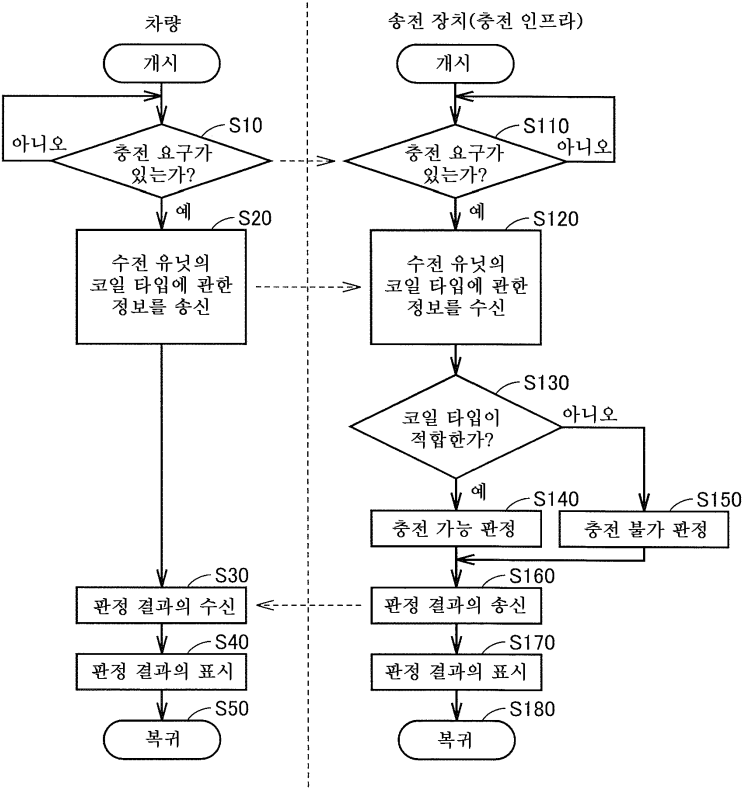 차량
개시
S10
아니오
충전 요구가
있는가?
예
S20
수전 유닛의
코일 타입에 관한
정보를 송신
S30
판정 결과의 수신
S40
판정 결과의 표시
S50
복귀
송전 장치(충전 인프라)
개시
S110
충전 요구가
있는가?
아니오
예
S120
수전 유닛의
코일 타입에 관한
정보를 수신
S130
코일 타입이
적합한가?
아니오
예
S140
충전 가능 판정
S150
충전 불가 판정
S160
판정 결과의 송신
S170
판정 결과의 표시
S180
복귀